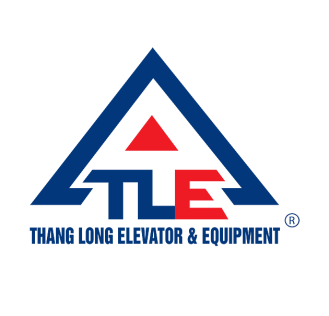 TLE
®
THANG LONG ELEVATOR & EQUIPMENT